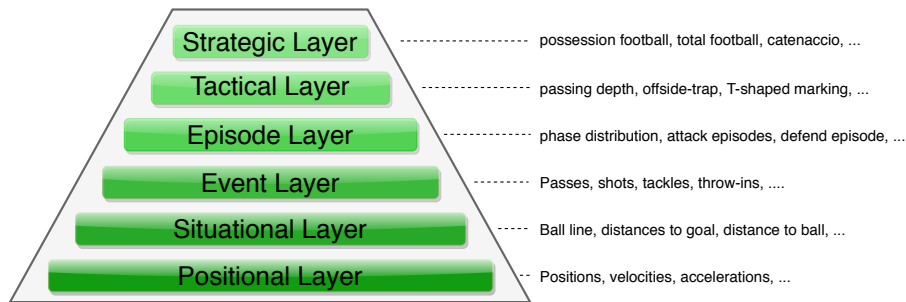 Strategic Layer possession football, total football, catenaccio, ...
Tactical Layer passing depth, offside-trap, T-shaped marking, ...
Episode Layer phase distribution, attack episodes, defend episode, ...
Event Layer Passes, shots, tackles, throw-ins, ....
Situational Layer Ball line, distances to goal, distance to ball, ...
Positional Layer Positions, velocities, accelerations, ...